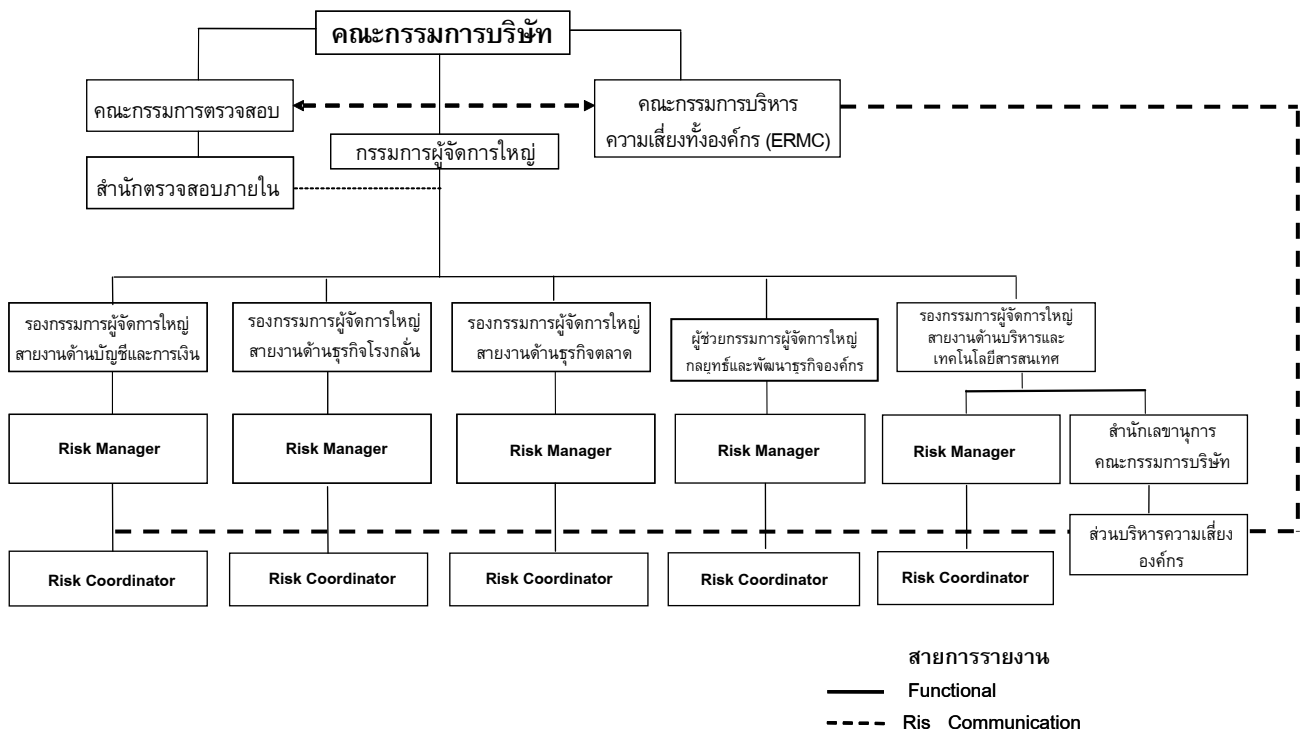 คณะกรรมการบริษัท
คณะกรรมการตรวจสอบ
คณะกรรมการบริหาร
ความเสี่ยงทั้งองค์กร (ERMC)
กรรมการผู้จัดการใหญ่
สำนักตรวจสอบภายใน
รองกรรมการผู้จัดการใหญ่
สายงานด้านบัญชีและการเงิน
รองกรรมการผู้จัดการใหญ่
สายงานด้านธุรกิจโรงกลั่น
รองกรรมการผู้จัดการใหญ่
สายงานด้านธุรกิจตลาด
ผู้ช่วยกรรมการผู้จัดการใหญ่
กลยุทธ์และพัฒนาธุรกิจองค์กร
รองกรรมการผู้จัดการใหญ่
สายงานด้านบริหารและ
เทคโนโลยีสารสนเทศ
Risk Manager
Risk Manager
Risk Manager
Risk Manager
Risk Manager
สำนักเลขานุการ
คณะกรรมการบริษัท
Risk Coordinator
Risk Coordinator
Risk Coordinator
Risk Coordinator
Risk Coordinator
ส่วนบริหารความเสี่ยง
องค์กร
สายการรายงาน
Functional
Ris Communication